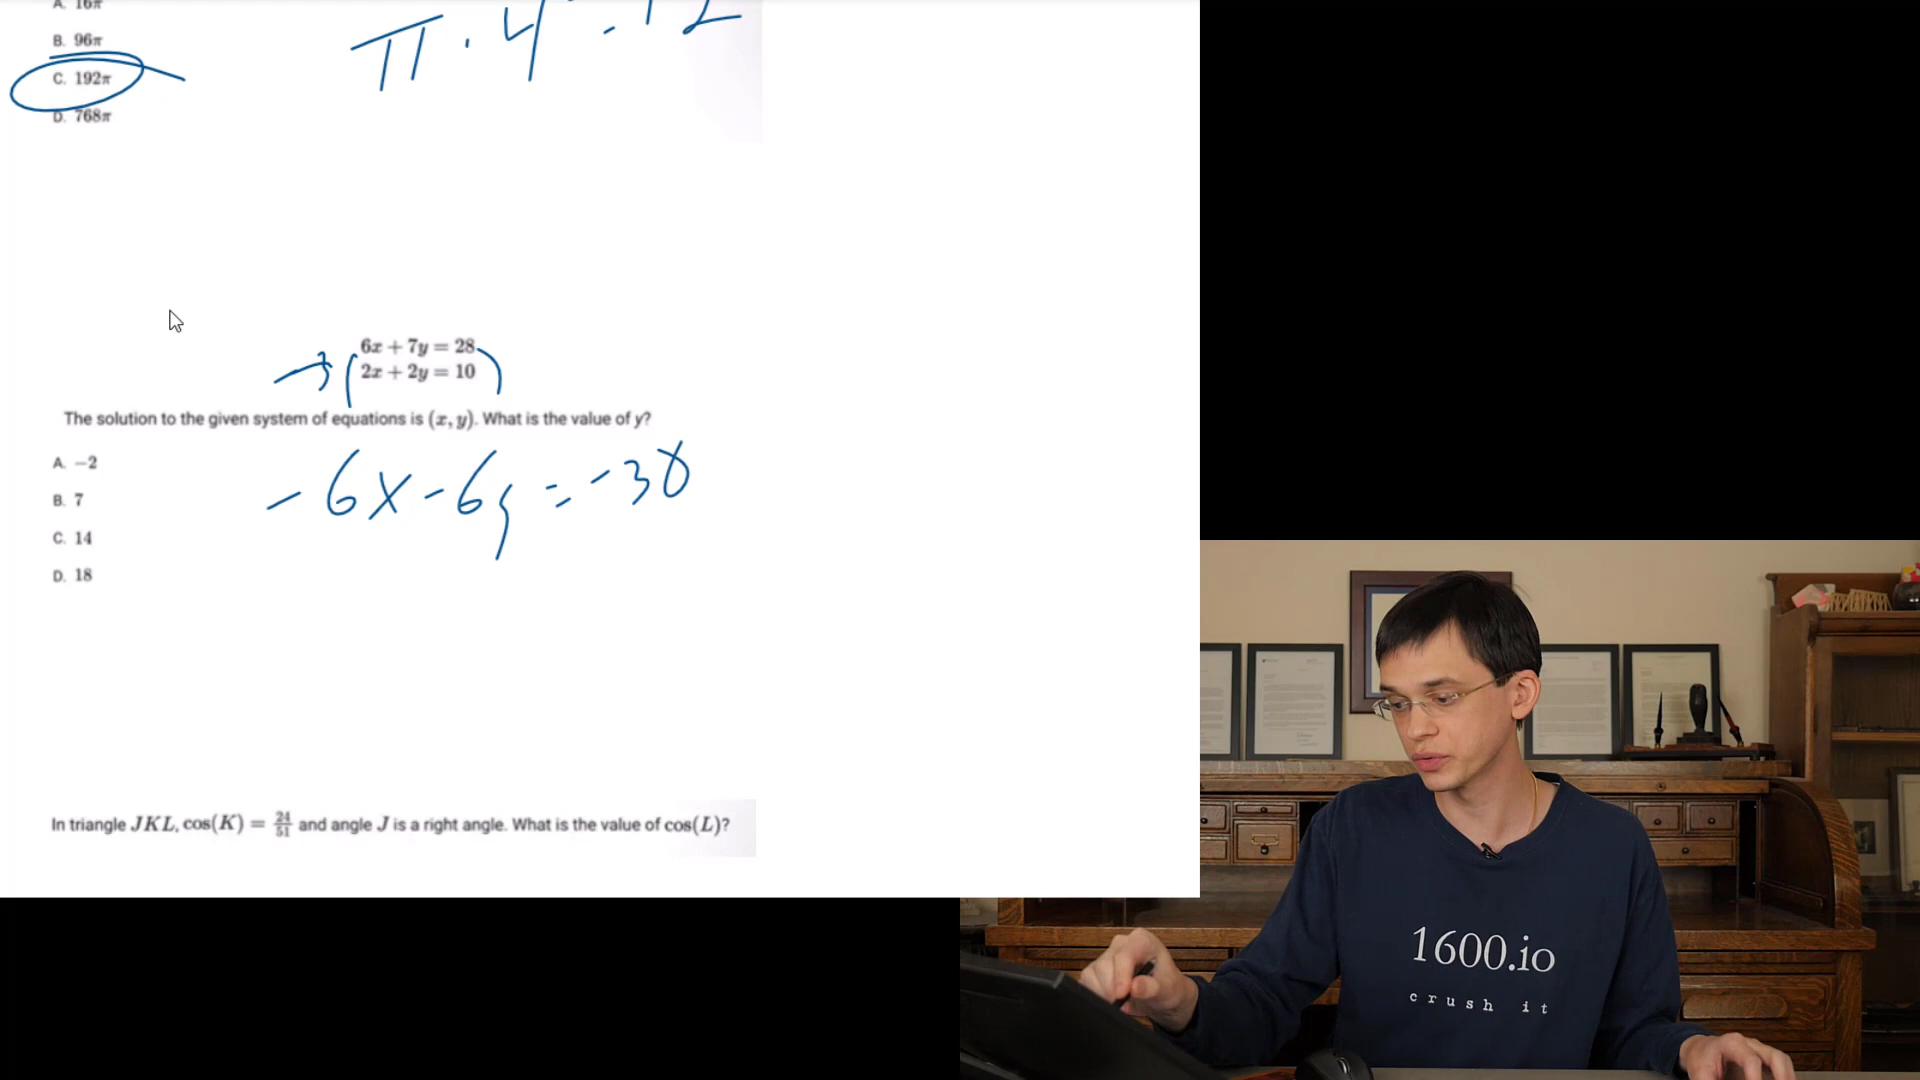 A. 16π
B. 96π
C. 192π
D. 768π
π · 4 · 12
6x + 7y = 28
-3 ( 2x + 2y = 10 )
The solution to the given system of equations is (x, y). What is the value of y?
A. −2
B. 7
C. 14
D. 18
- 6x - 6y = -30
In triangle JKL, cos(K) = 24/51 and angle J is a right angle. What is the value of cos(L)?
1600.io
crush it